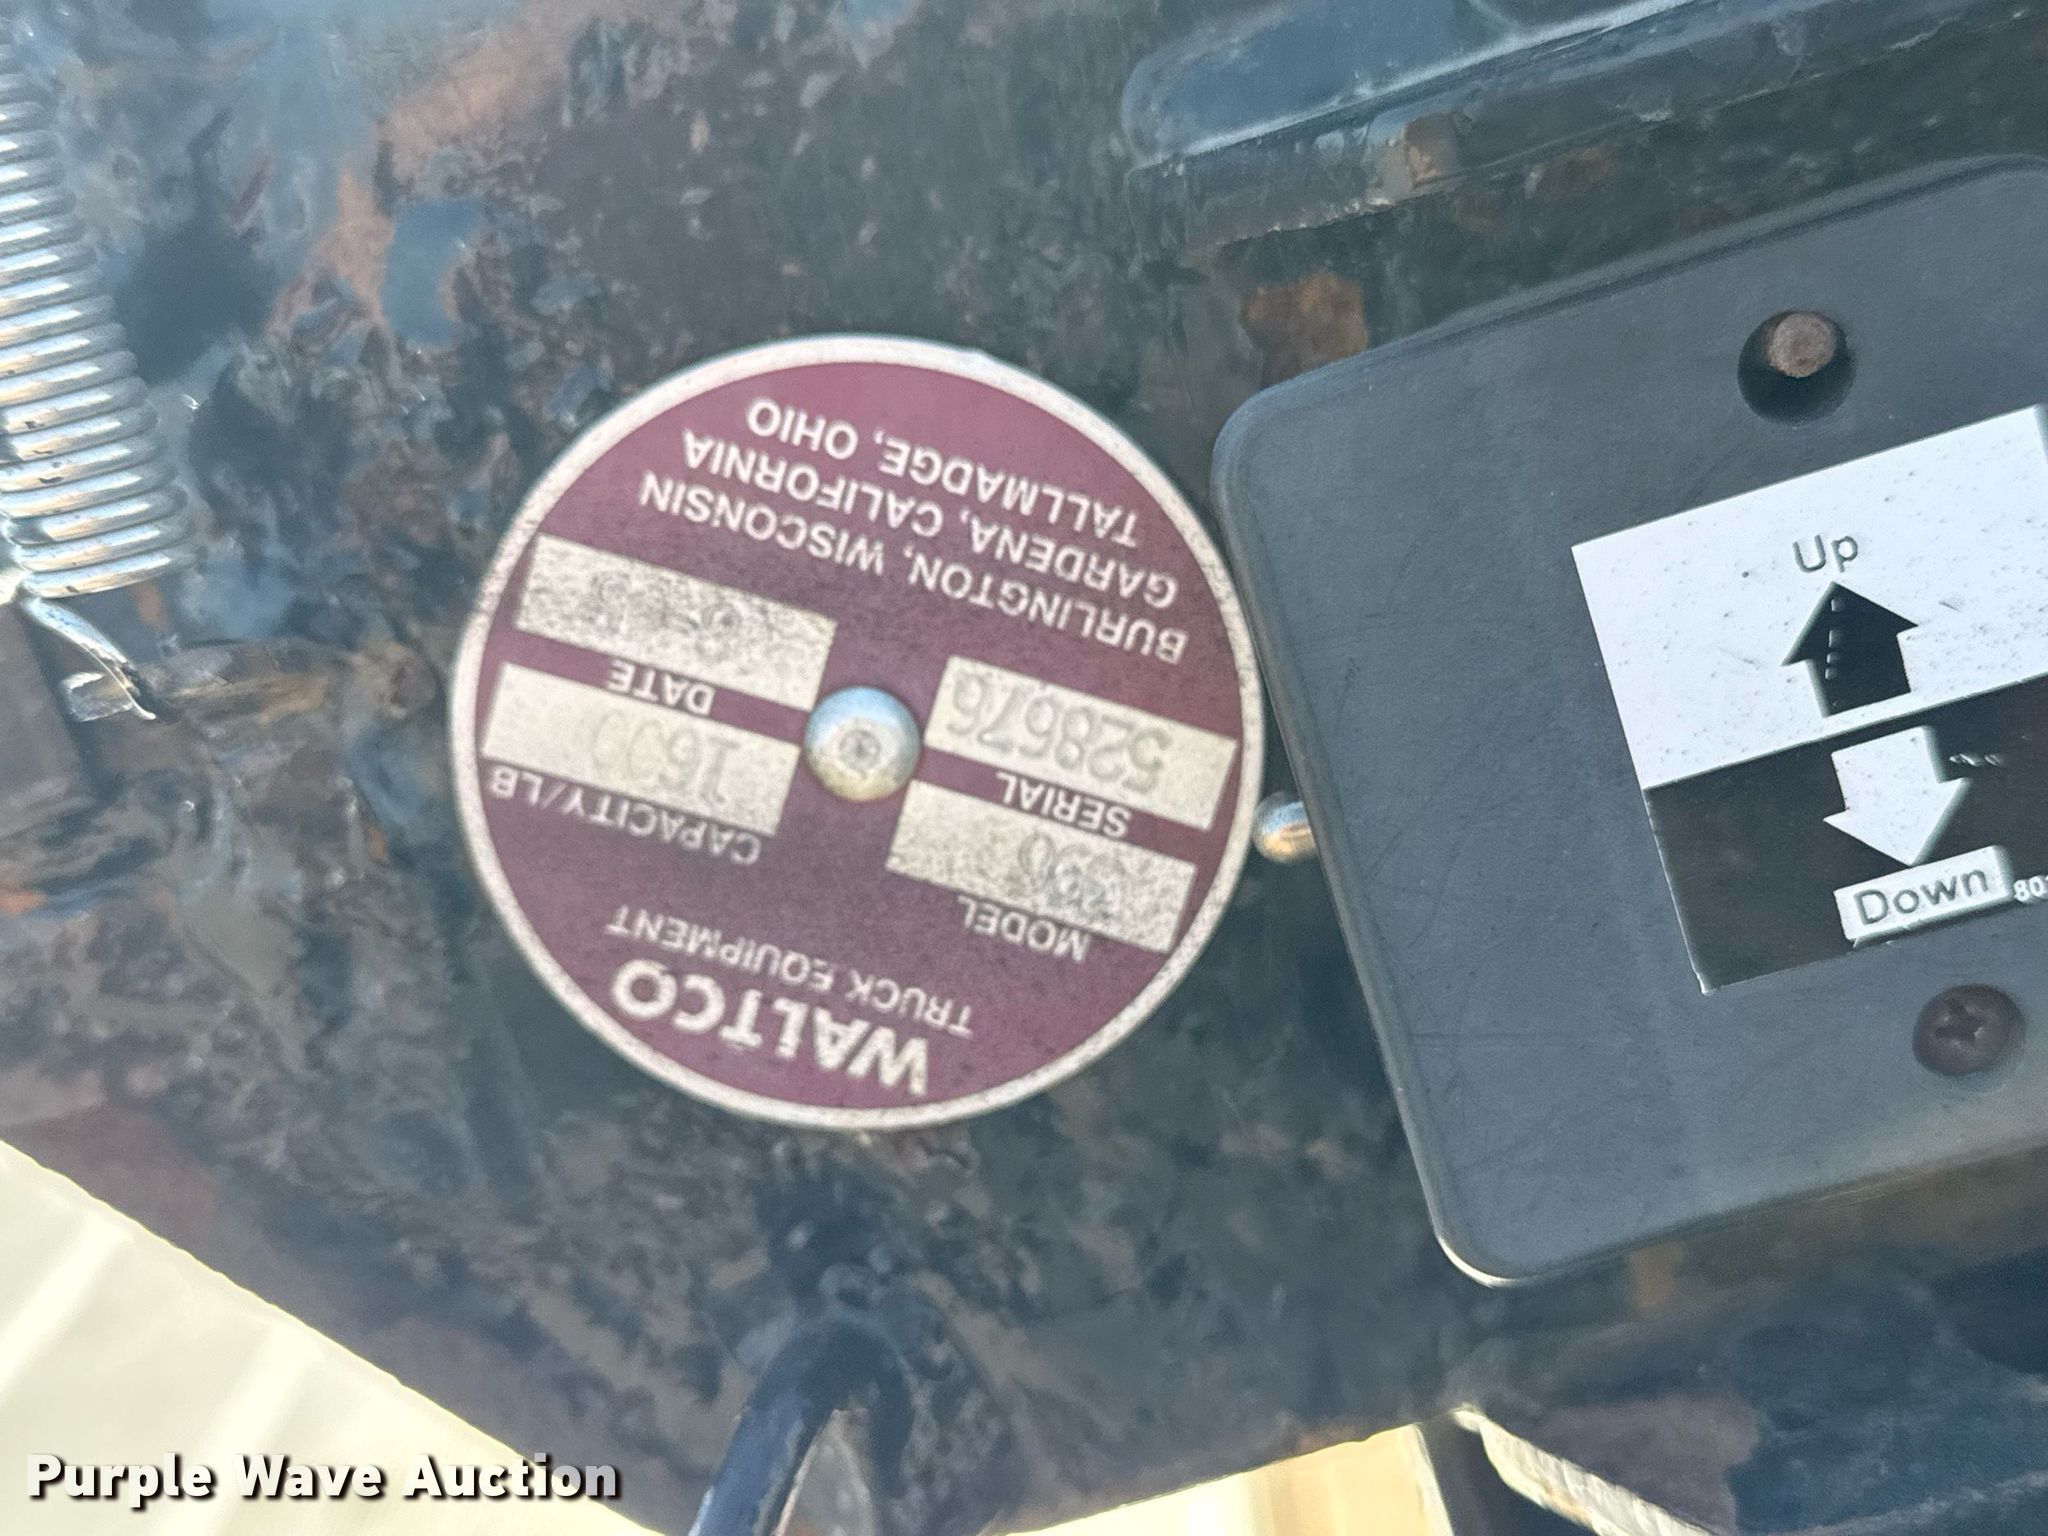 WALTCO
TRUCK EQUIPMENT
MODEL
CAPACITY/LB
1600
SERIAL
DATE
528676
BURLINGTON, WISCONSIN
GARDENA, CALIFORNIA
TALLMADGE, OHIO
Up
Down
Purple Wave Auction